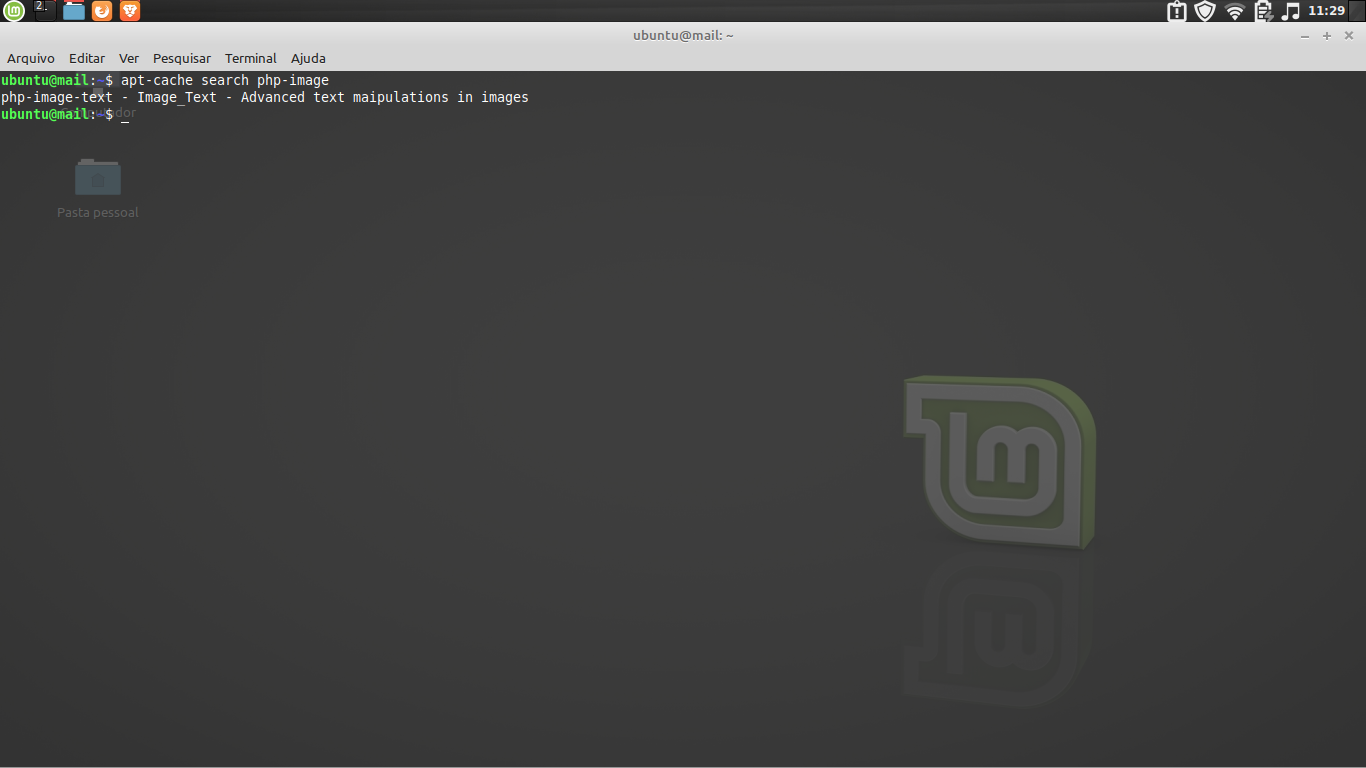 2
11:29
ubuntu@mail: ~
Arquivo Editar Ver Pesquisar Terminal Ajuda
ubuntu@mail:~$ apt-cache search php-image
php-image-text - Image_Text - Advanced text maipulations in images
ubuntu@mail:~$ _
Pasta pessoal